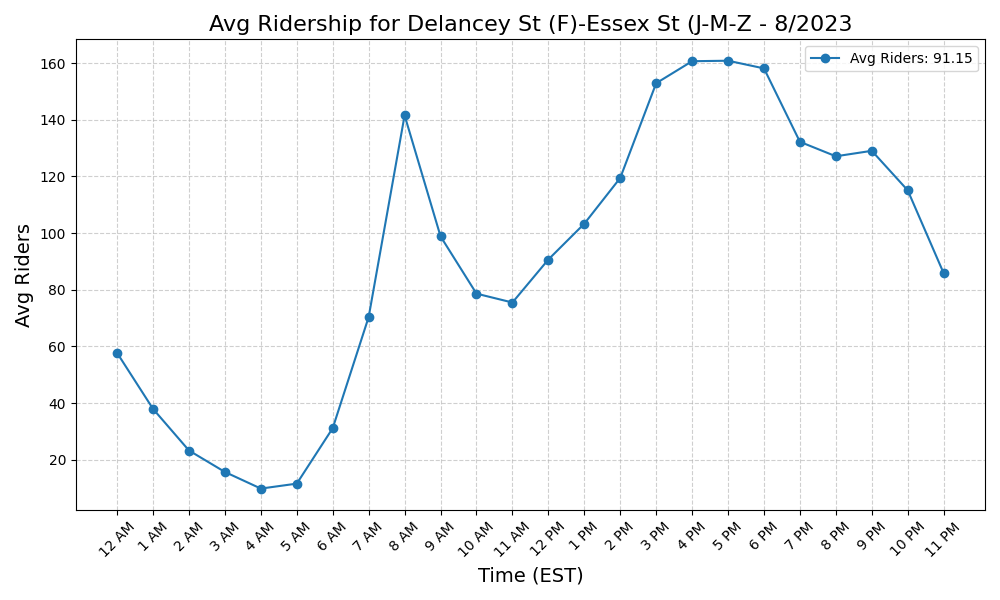 Avg Ridership for Delancey St (F)-Essex St (J-M-Z - 8/2023
Avg Riders: 91.15
Avg Riders
160
140
120
100
80
60
40
20
12 AM
1 AM
2 AM
3 AM
4 AM
5 AM
6 AM
7 AM
8 AM
9 AM
10 AM
11 AM
12 PM
1 PM
2 PM
3 PM
4 PM
5 PM
6 PM
7 PM
8 PM
9 PM
10 PM
11 PM
Time (EST)